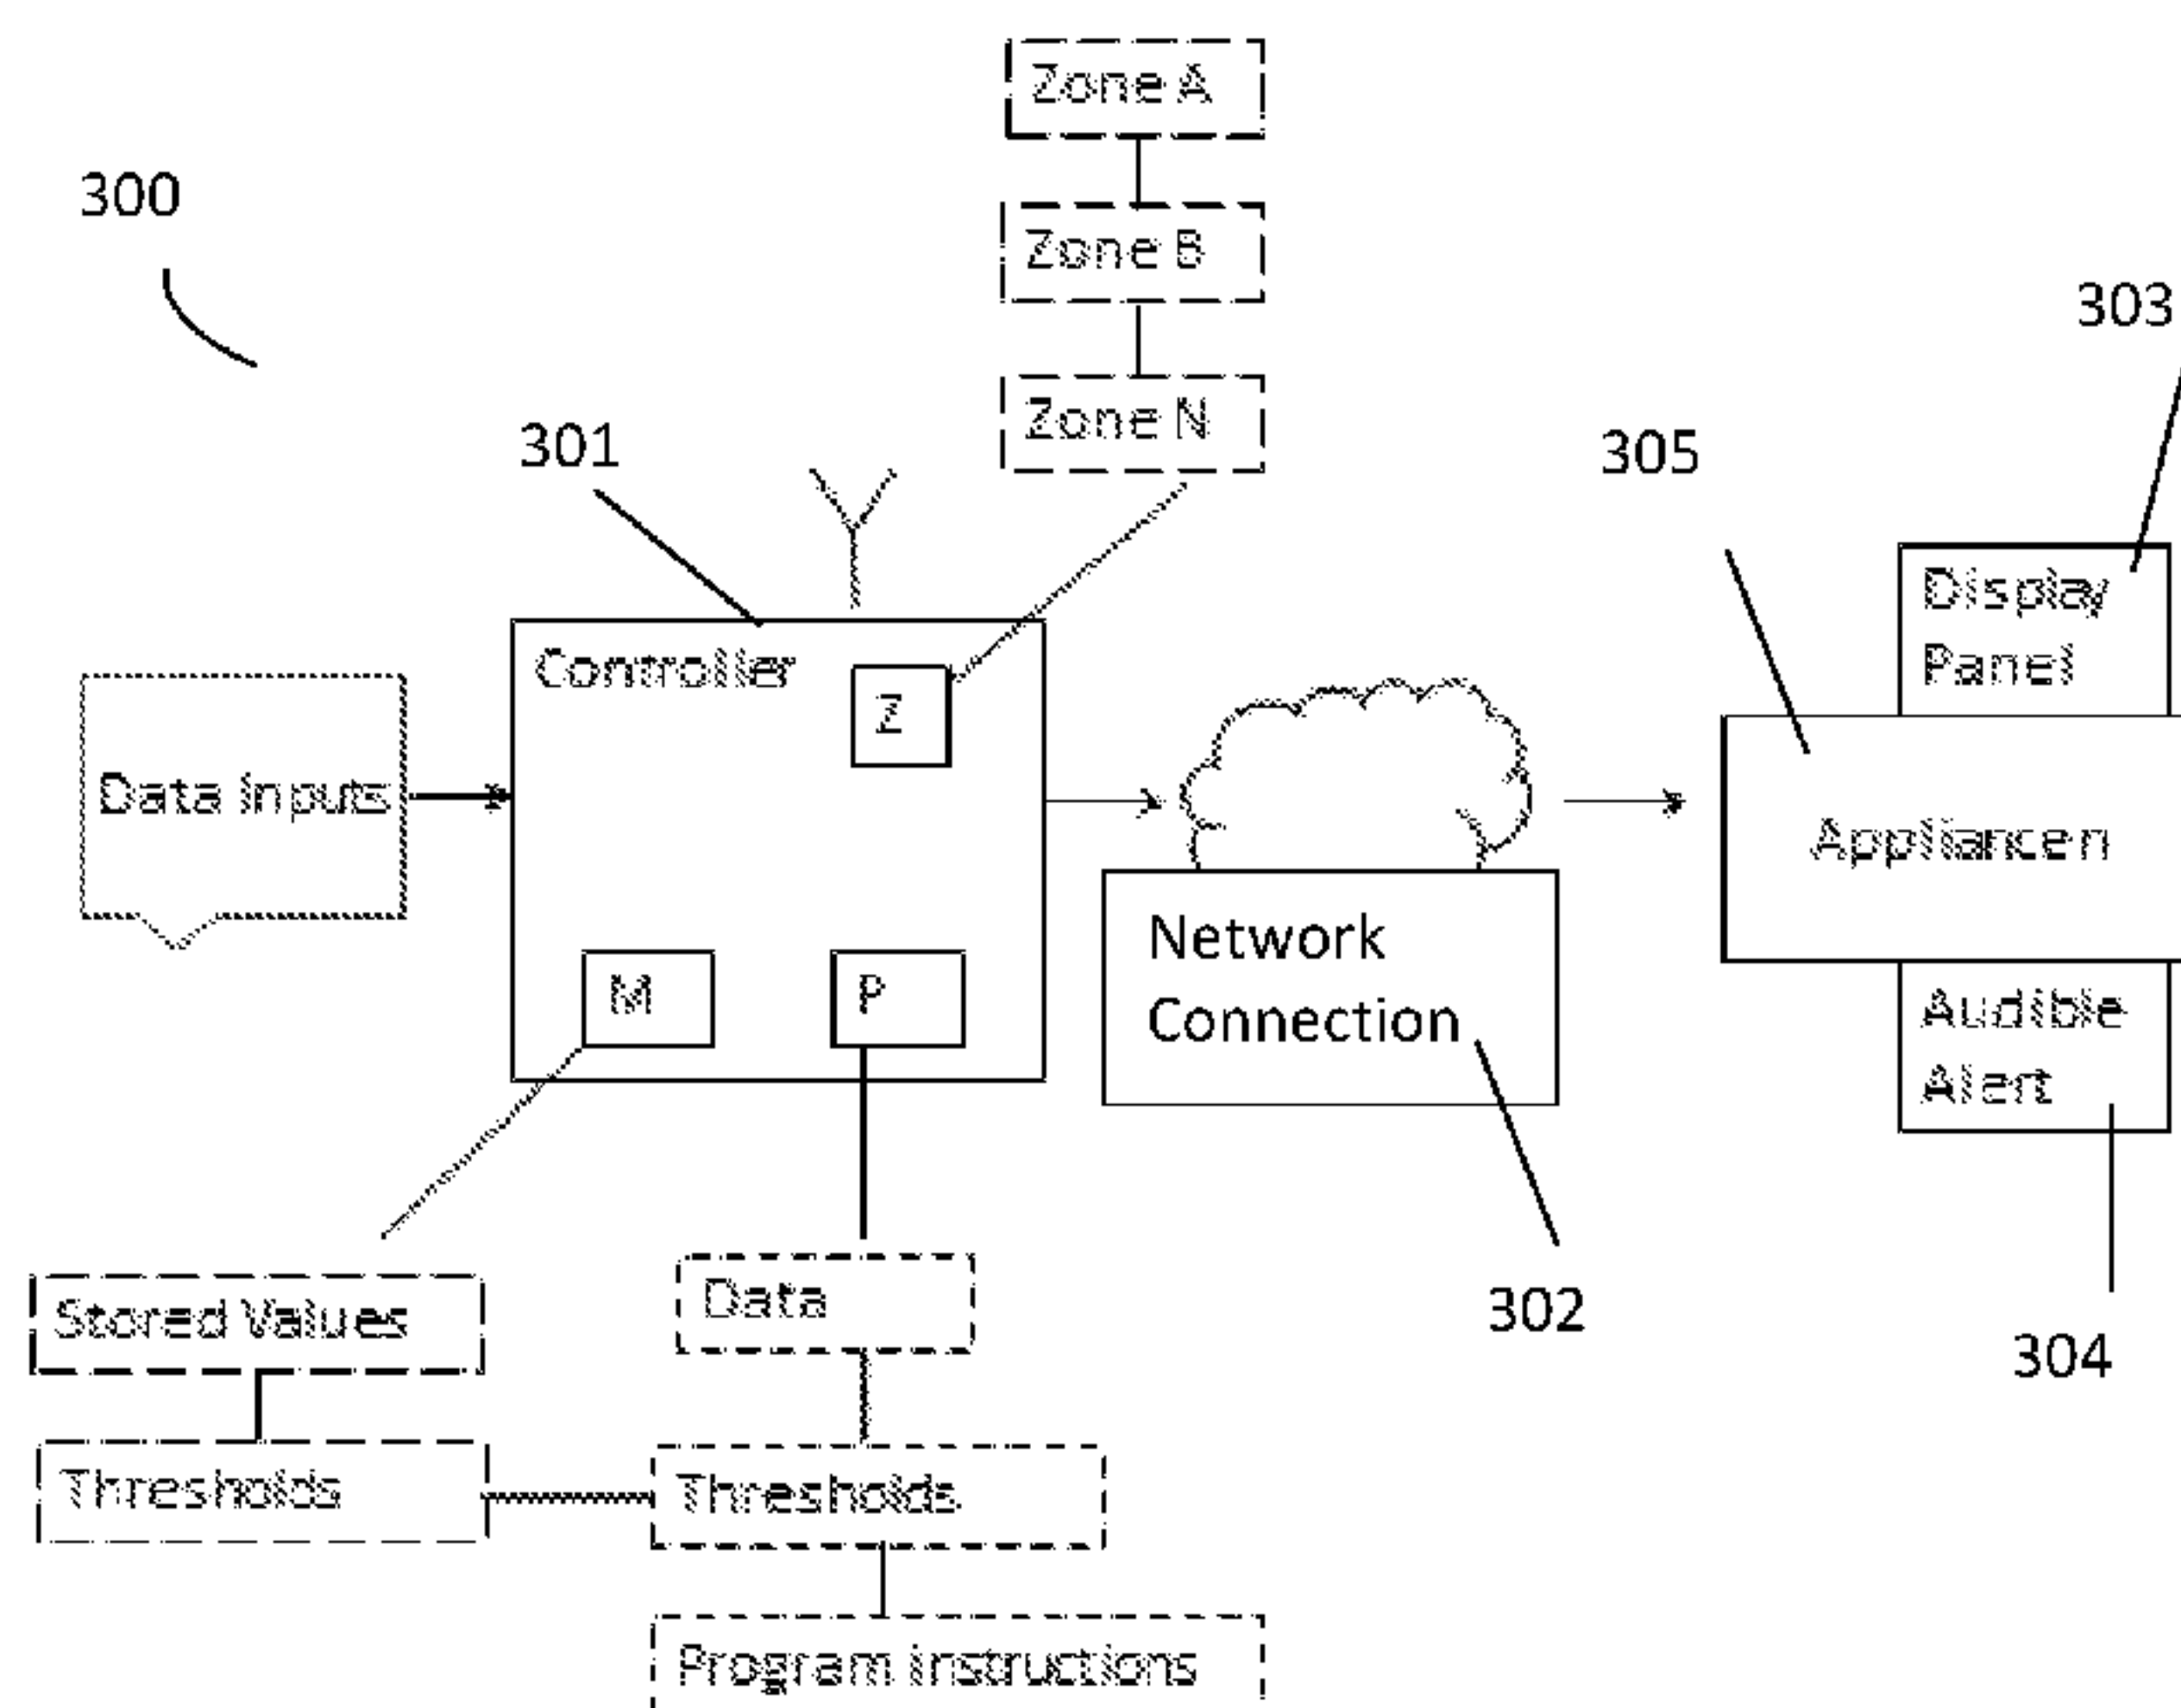 Zone A
300
Zone B
303
Zone N
301
305
Display
Panel
Controller
Z
Data Inputs
Appliance n
Network
Connection
M
P
Audible
Alert
Data
Stored Values
302
304
Thresholds
Thresholds
Program instructions